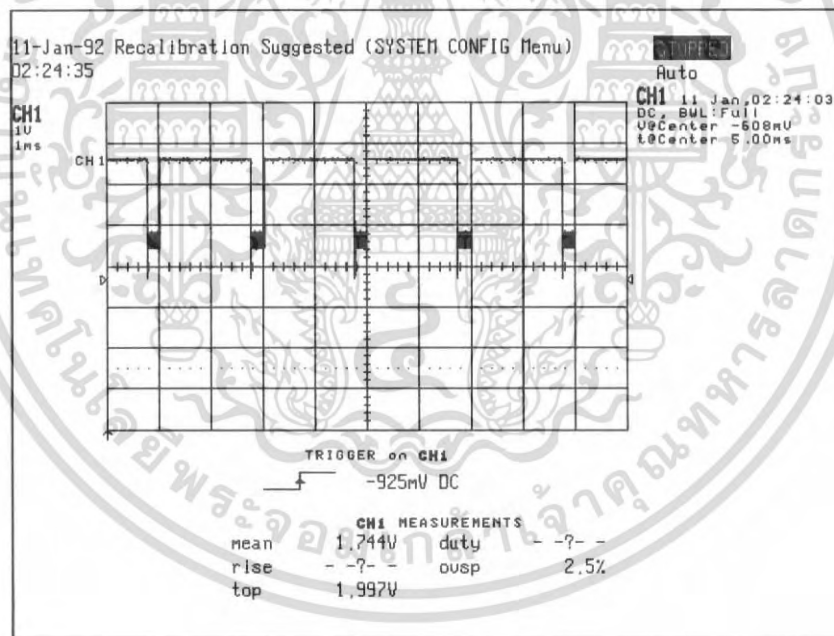 11-Jan-92 Recalibration Suggested (SYSTEM CONFIG Menu)
02:24:35
STOPPED
Auto
CH1
1V
1ms
CH1 11 Jan,02:24:03
DC, BWL:Full
V@Center -608mV
t@Center 5.00ms
CH1
TRIGGER on CH1
-925mV DC
CH1 MEASUREMENTS
mean 1.744V duty - -?- -
rise - -?- - ovsp 2.5%
top 1.997V